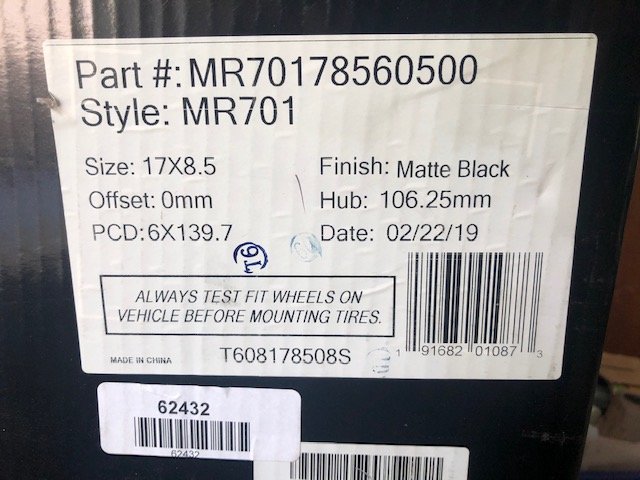 Part #: MR70178560500
Style: MR701
Size: 17X8.5
Finish: Matte Black
Offset: 0mm
Hub: 106.25mm
PCD: 6X139.7
Date: 02/22/19
ALWAYS TEST FIT WHEELS ON
VEHICLE BEFORE MOUNTING TIRES.
MADE IN CHINA
T608178508S
1 91682 01087 3
62432
62432